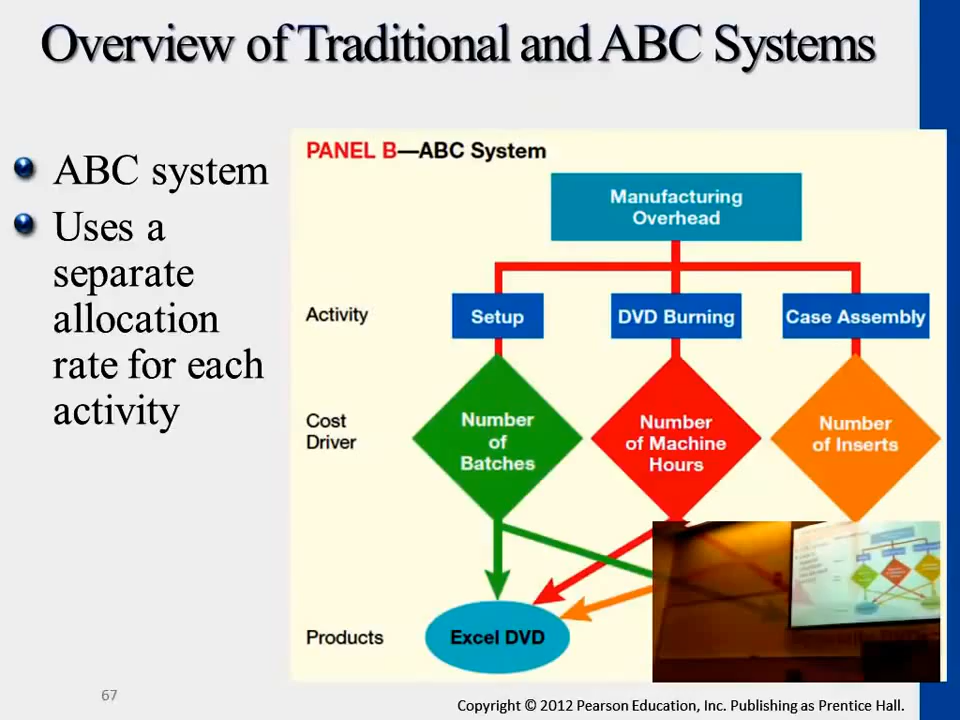 Overview of Traditional and ABC Systems
ABC system
Uses a
separate
allocation
rate for each
activity
PANEL B—ABC System
Manufacturing
Overhead
Activity
Setup
DVD Burning
Case Assembly
Cost
Driver
Number
of
Batches
Number
of Machine
Hours
Number
of Inserts
Products
Excel DVD
67
Copyright © 2012 Pearson Education, Inc. Publishing as Prentice Hall.